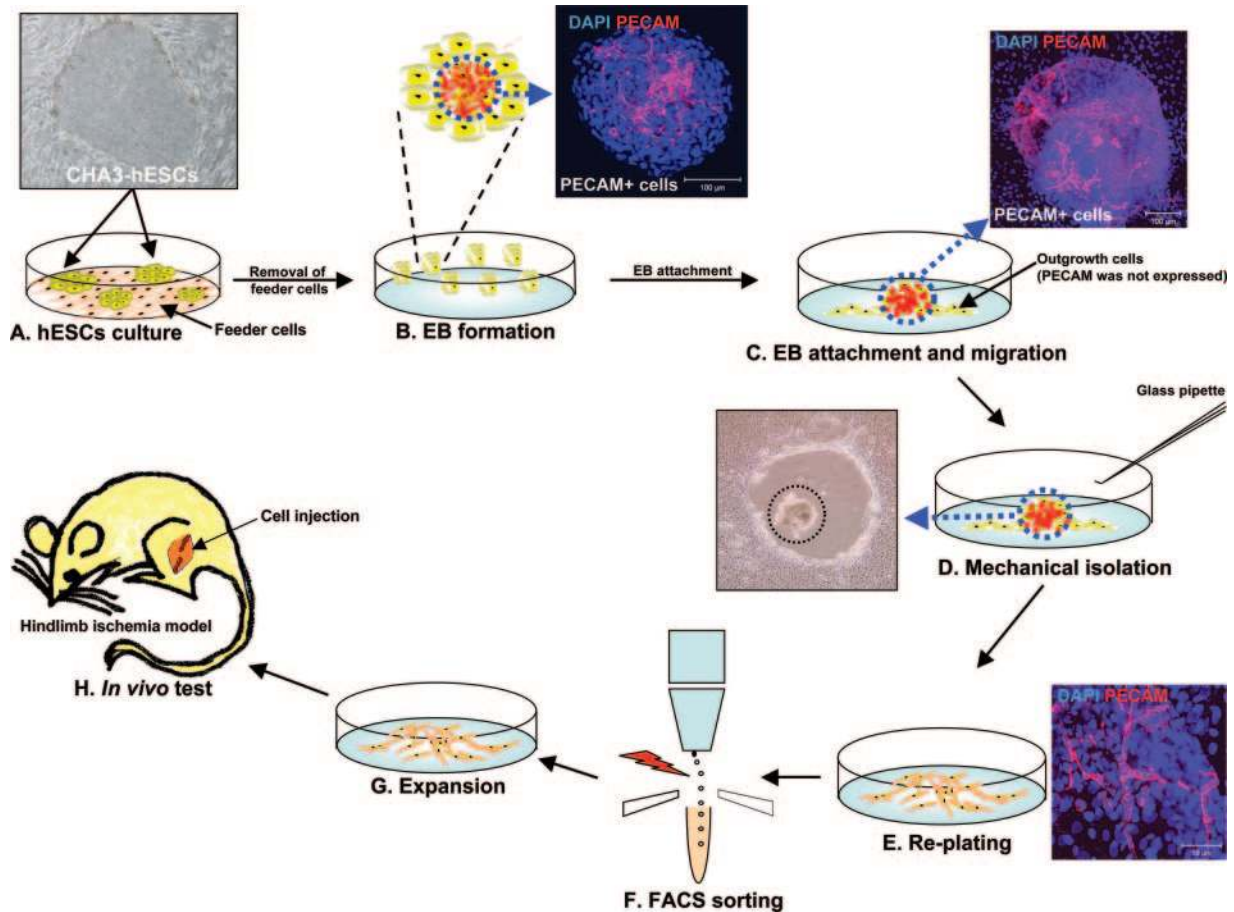 CHA3-hESCs
Removal of
feeder cells
Feeder cells
A. hESCs culture
DAPI PECAM
PECAM+ cells
100 µm
B. EB formation
EB attachment
DAPI PECAM
PECAM+ cells
100 µm
Outgrowth cells
(PECAM was not expressed)
C. EB attachment and migration
Glass pipette
D. Mechanical isolation
DAPI PECAM
E. Re-plating
F. FACS sorting
G. Expansion
Cell injection
Hindlimb ischemia model
H. In vivo test